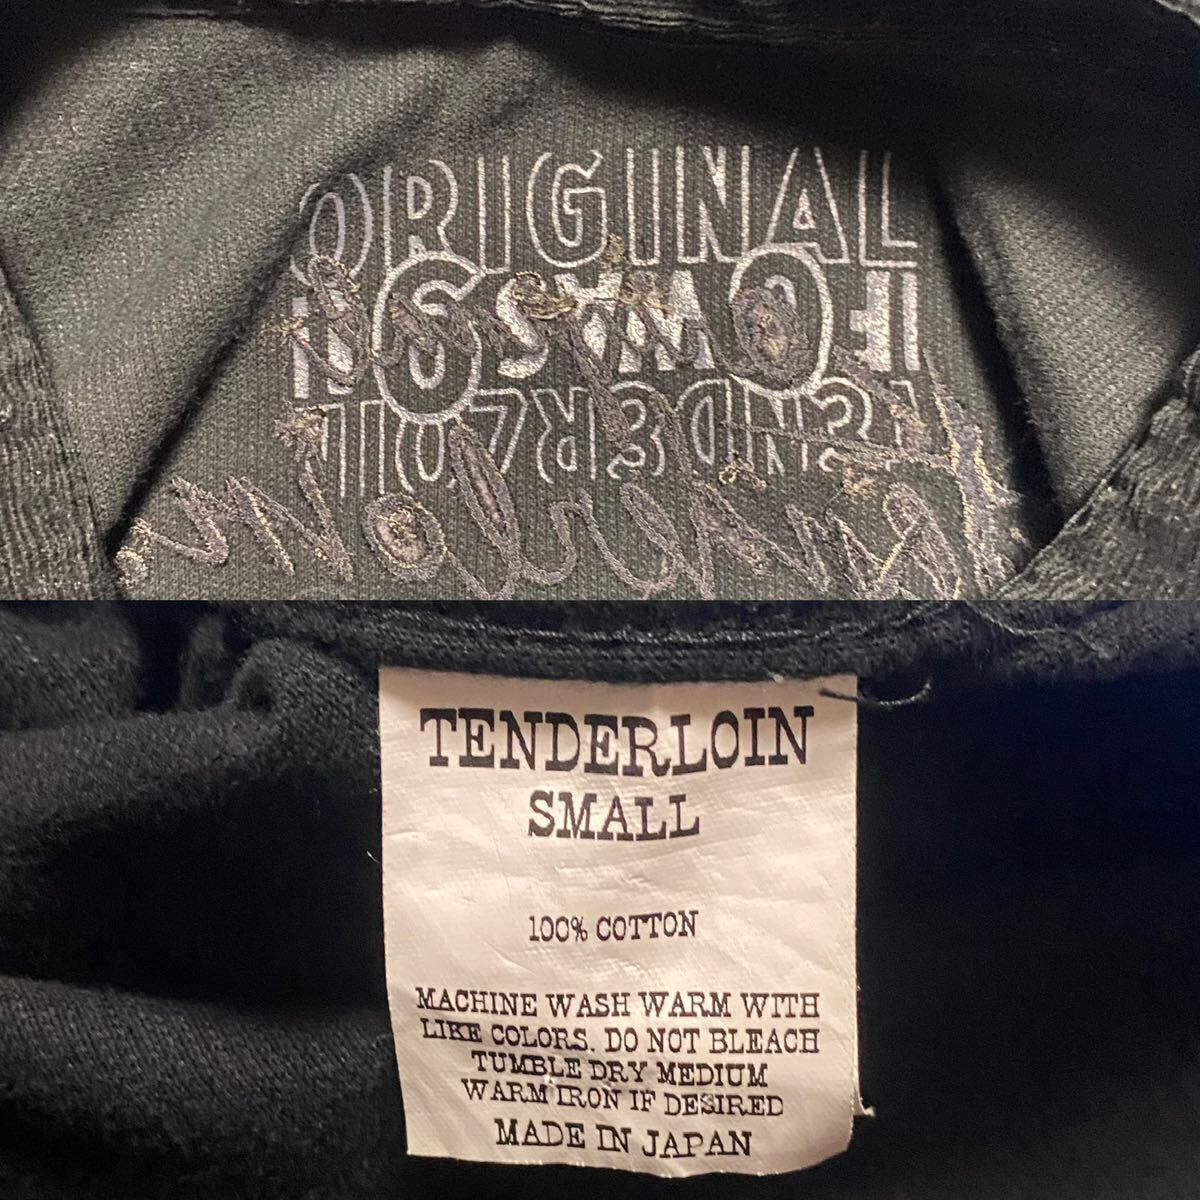 ORIGINAL
TENDERLOIN
SMALL
100% COTTON
MACHINE WASH WARM WITH
LIKE COLORS. DO NOT BLEACH
TUMBLE DRY MEDIUM
WARM IRON IF DESIRED
MADE IN JAPAN